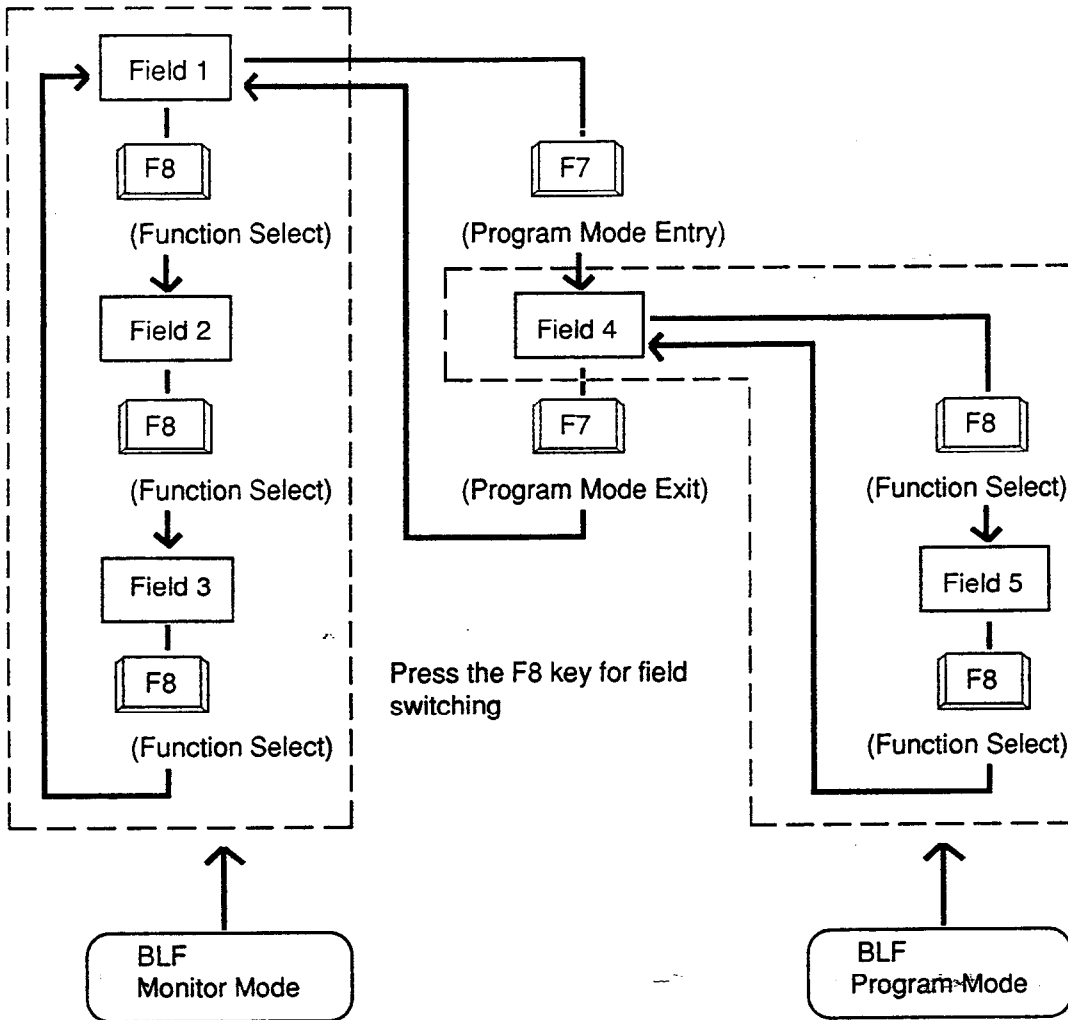 Field 1
F8
(Function Select)
Field 2
F8
(Function Select)
Field 3
F8
(Function Select)
F7
(Program Mode Entry)
Field 4
F7
(Program Mode Exit)
F8
(Function Select)
Field 5
F8
(Function Select)
Press the F8 key for field
switching
BLF
Monitor Mode
BLF
Program Mode